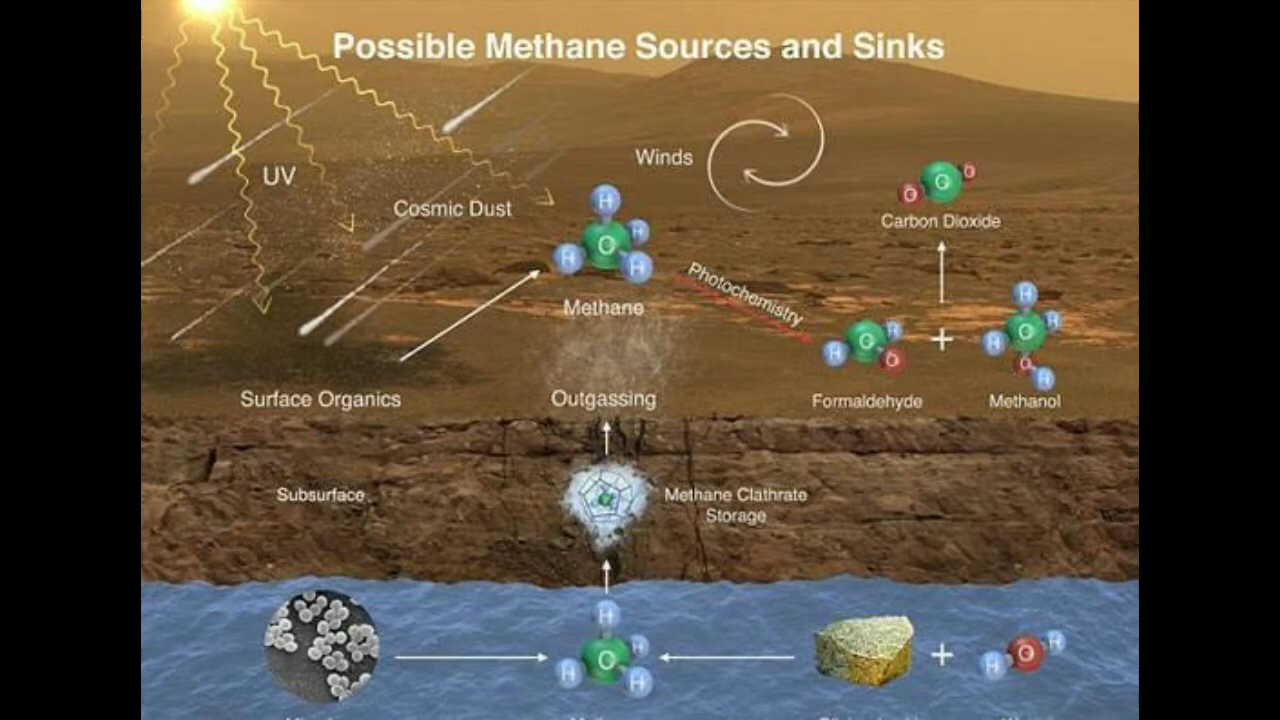 Possible Methane Sources and Sinks
Winds
UV
Cosmic Dust
H
H
C
H
H
Methane
O
C
O
Carbon Dioxide
Photochemistry
H
C
H
O
Formaldehyde
+
H
H
C
H
O
H
Methanol
Surface Organics
Outgassing
Subsurface
Methane Clathrate
Storage
H
H
C
H
H
+
H
O
H